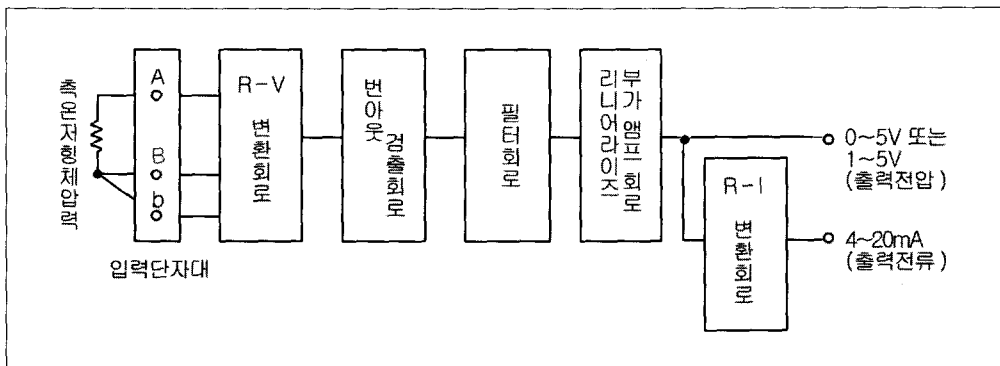 측온저항체압력
A
B
b
입력단자대
R-V
변환회로
번아웃
검출회로
필터회로
리니어라이즈
부가 앰프 회로
R-I
변환회로
0~5V 또는
1~5V
(출력전압)
4~20mA
(출력전류)